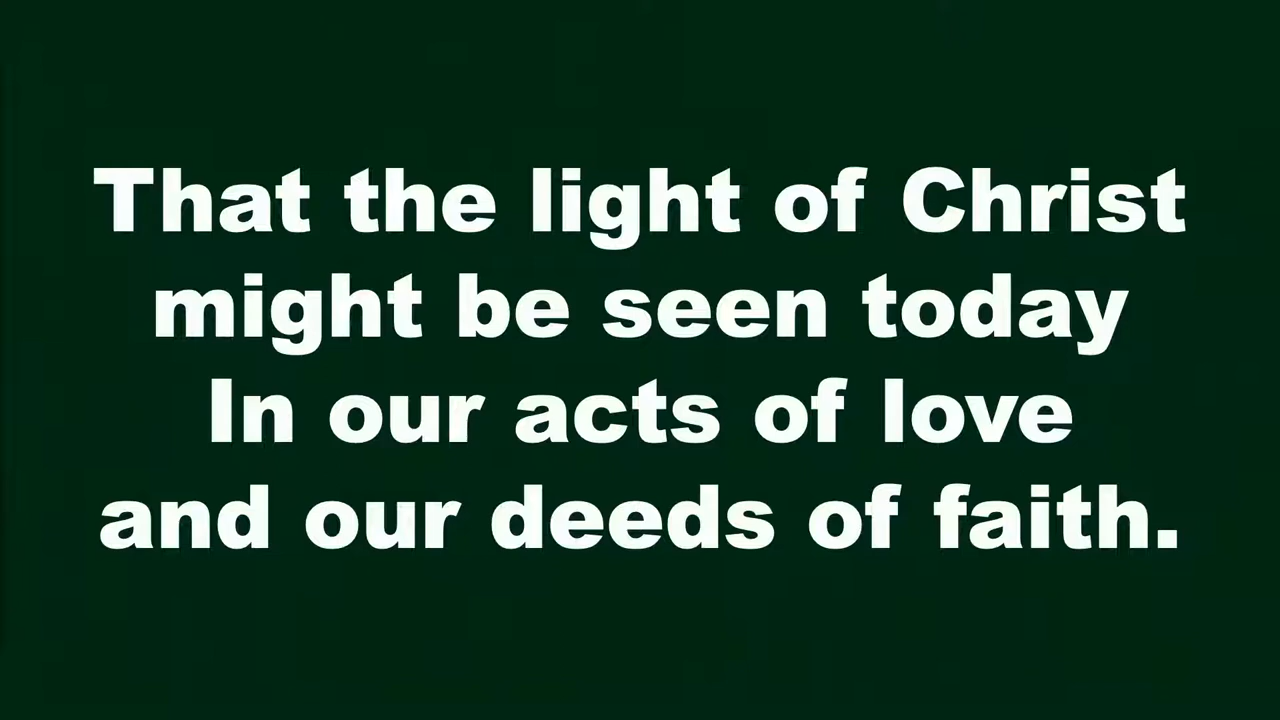 That the light of Christ
might be seen today
In our acts of love
and our deeds of faith.